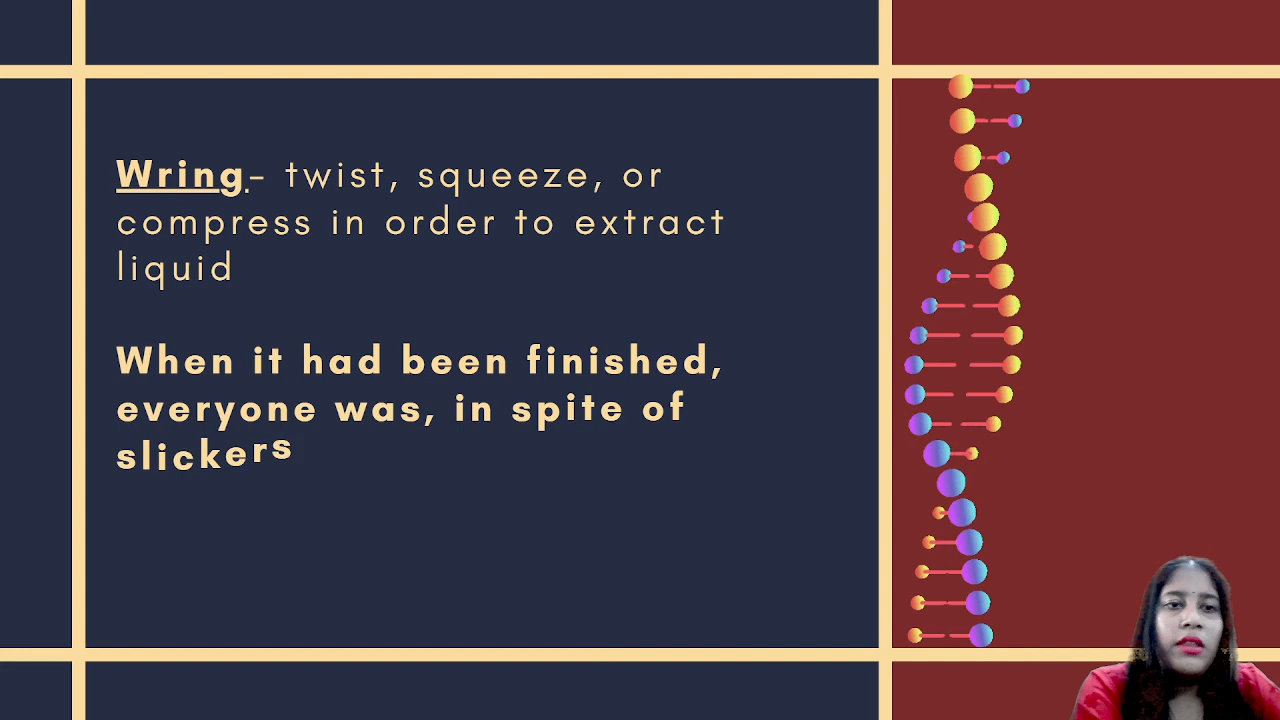 Wring.- twist, squeeze, or
compress in order to extract
liquid
When it had been finished,
everyone was, in spite of
slickers